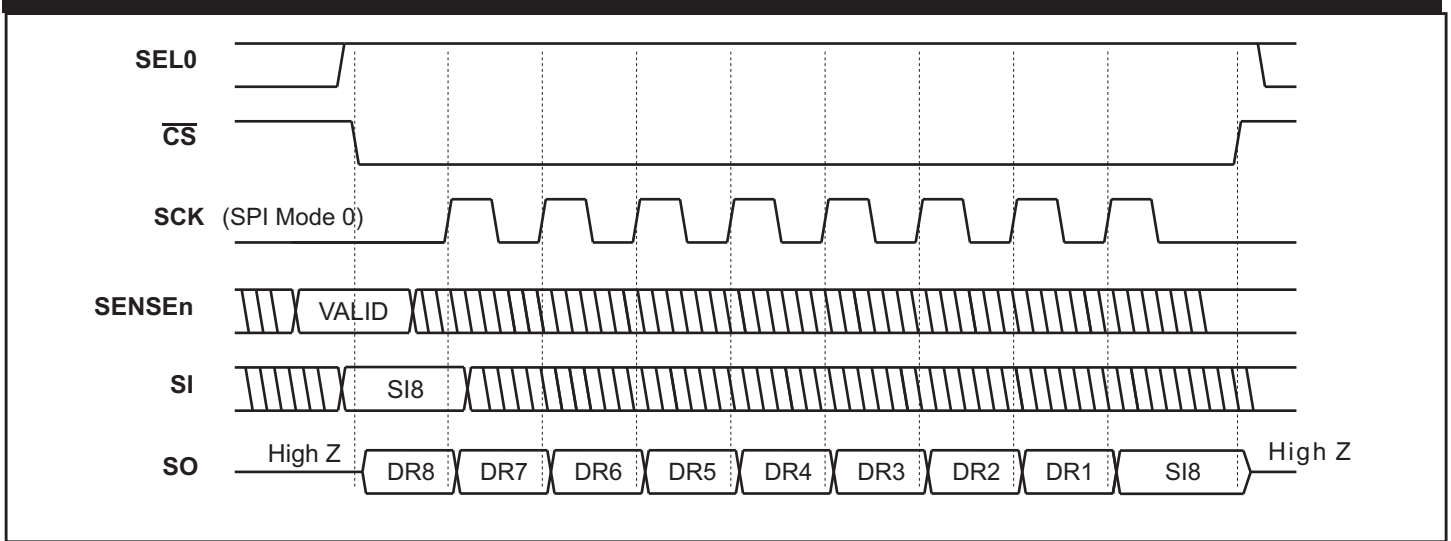 SEL0
CS
SCK (SPI Mode 0)
SENSEn VALID
SI SI8
SO High Z DR8 DR7 DR6 DR5 DR4 DR3 DR2 DR1 SI8 High Z